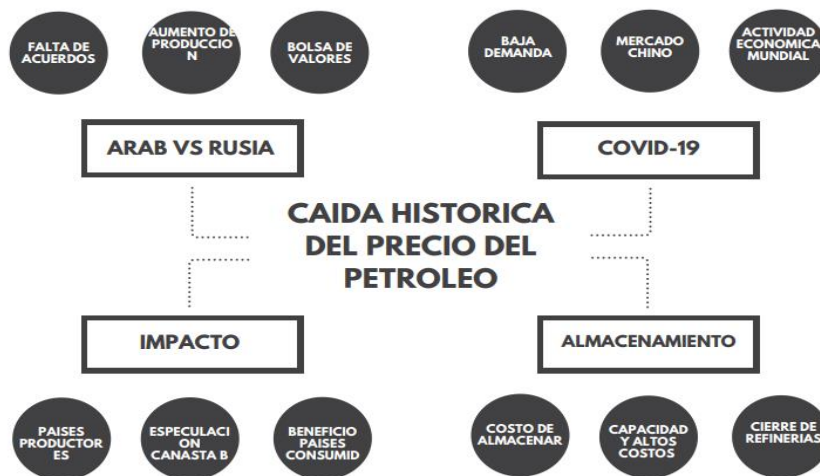 FALTA DE
ACUERDOS
AUMENTO DE
PRODUCCIO
N
BOLSA DE
VALORES
BAJA
DEMANDA
MERCADO
CHINO
ACTIVIDAD
ECONOMICA
MUNDIAL
ARAB VS RUSIA
COVID-19
CAIDA HISTORICA
DEL PRECIO DEL
PETROLEO
IMPACTO
ALMACENAMIENTO
PAISES
PRODUCTOR
ES
ESPECULACI
ON
CANASTA B
BENEFICIO
PAISES
CONSUMID
COSTO DE
ALMACENAR
CAPACIDAD
Y ALTOS
COSTOS
CIERRE DE
REFINERIAS